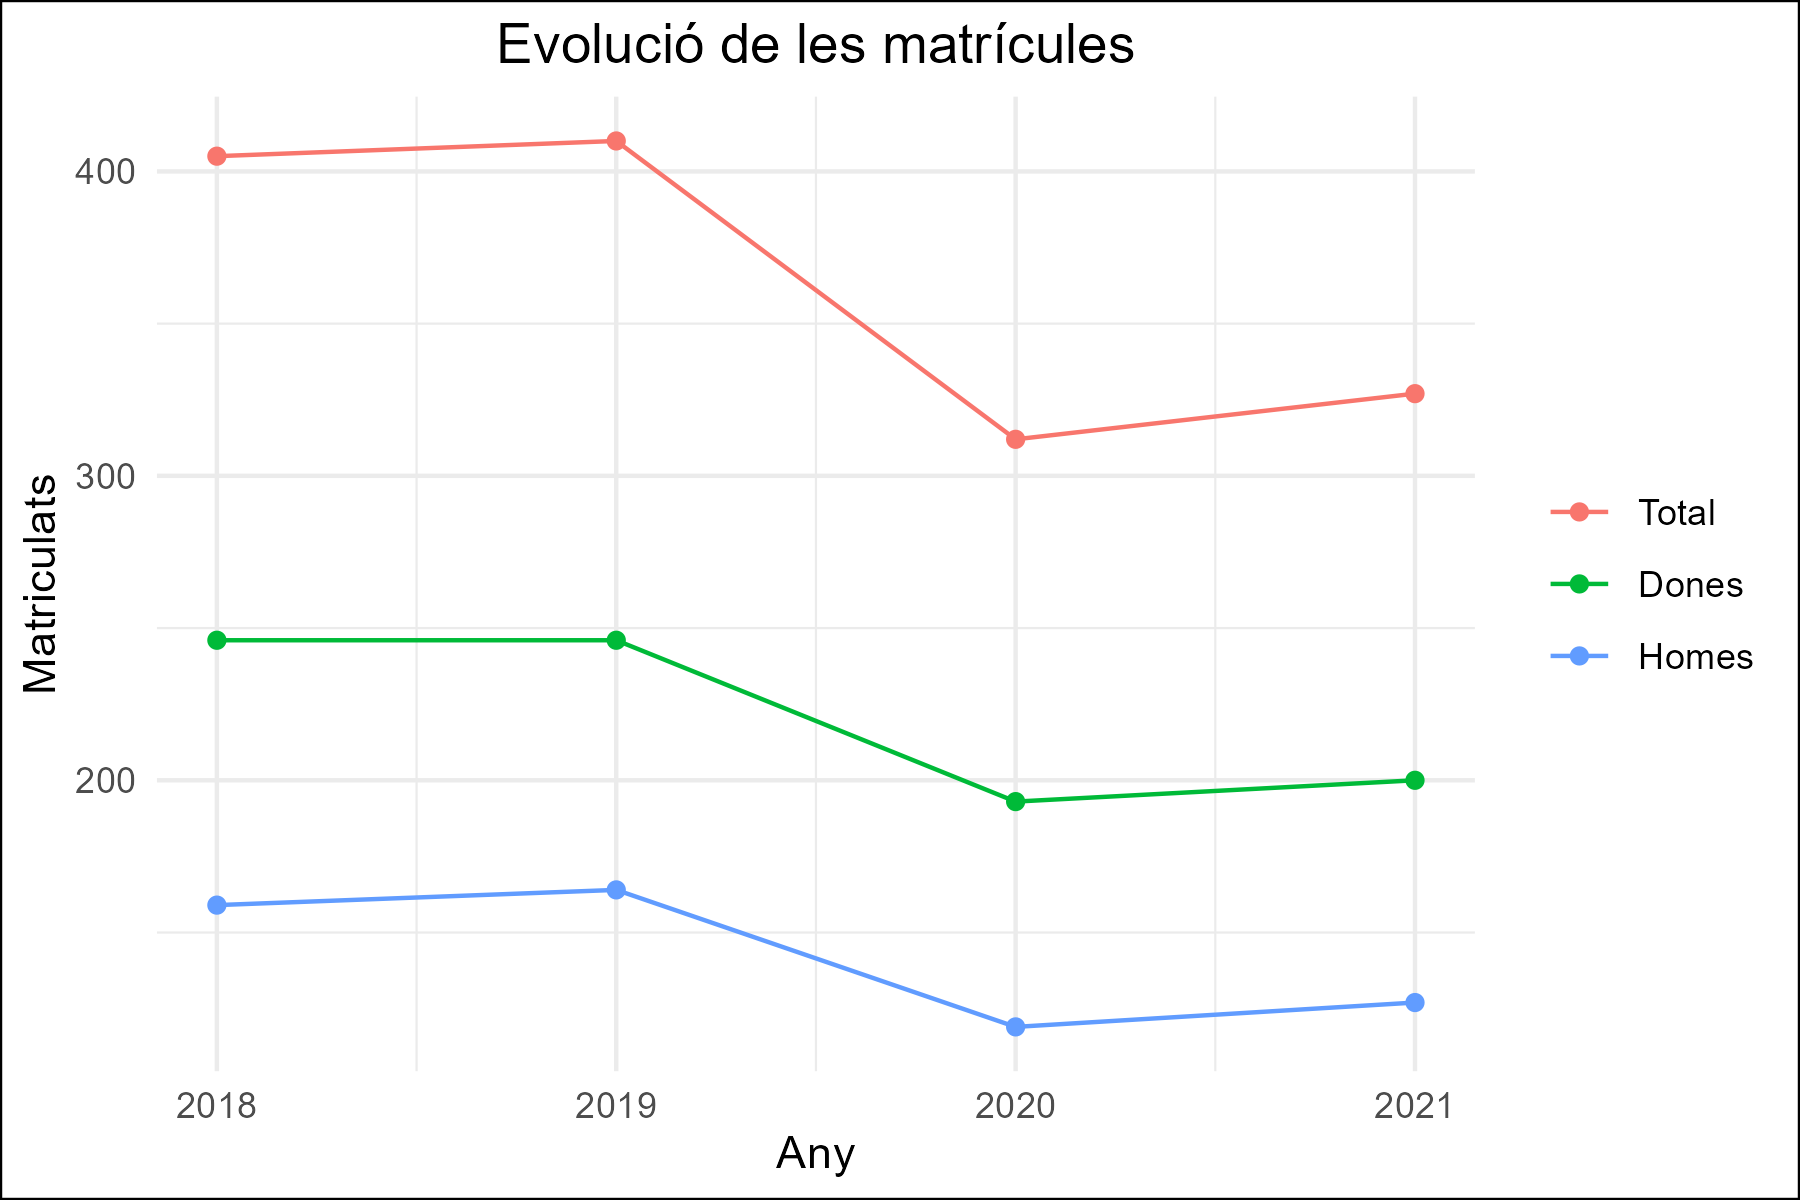 Evolució de les matrícules
400
300
200
Matriculats
2018 2019 2020 2021
Any
Total
Dones
Homes